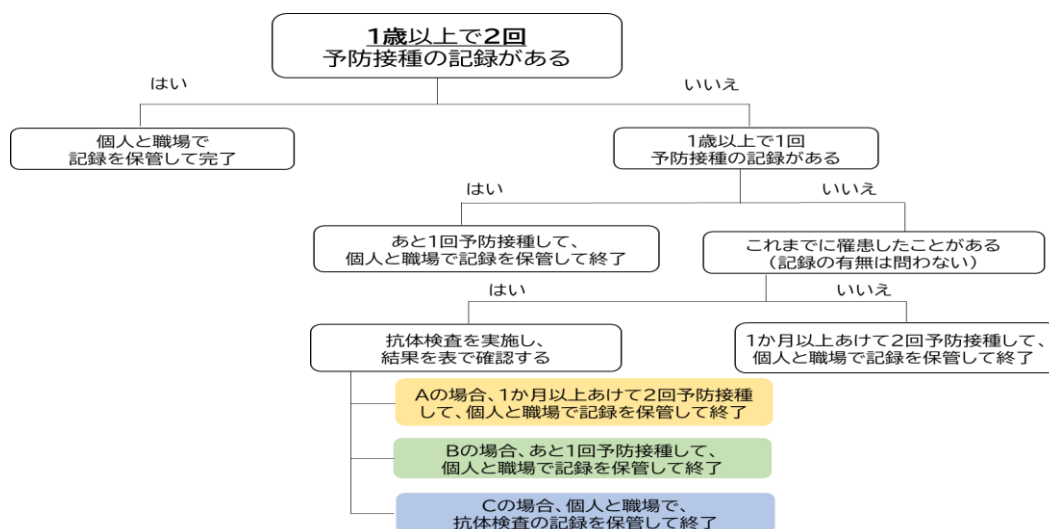 1歳以上で2回
予防接種の記録がある
はい
いいえ
個人と職場で
記録を保管して完了
1歳以上で1回
予防接種の記録がある
はい
いいえ
あと1回予防接種して、
個人と職場で記録を保管して終了
これまでに罹患したことがある
（記録の有無は問わない）
はい
いいえ
抗体検査を実施し、
結果を表で確認する
1か月以上あけて2回予防接種して、
個人と職場で記録を保管して終了
Aの場合、1か月以上あけて2回予防接種
して、個人と職場で記録を保管して終了
Bの場合、あと1回予防接種して、
個人と職場で記録を保管して終了
Cの場合、個人と職場で、
抗体検査の記録を保管して終了